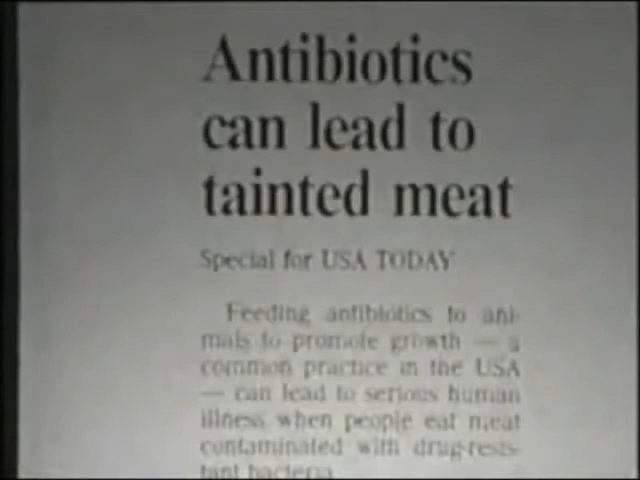 Antibiotics
can lead to
tainted meat
Special for USA TODAY
Feeding antibiotics to ani-
mals to promote growth — a
common practice in the USA
— can lead to serious human
illness when people eat meat
contaminated with drug-resis-
tant bacteria